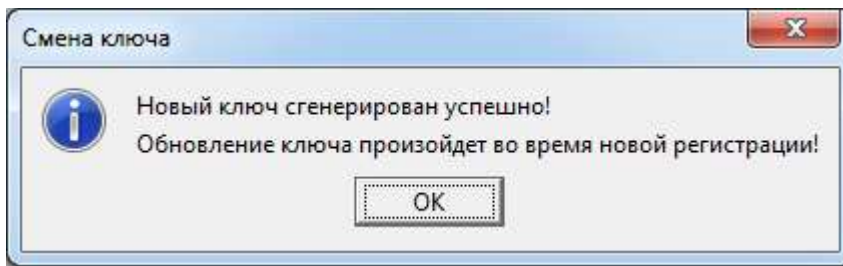 Смена ключа
Новый ключ сгенерирован успешно!
Обновление ключа произойдет во время новой регистрации!
OK